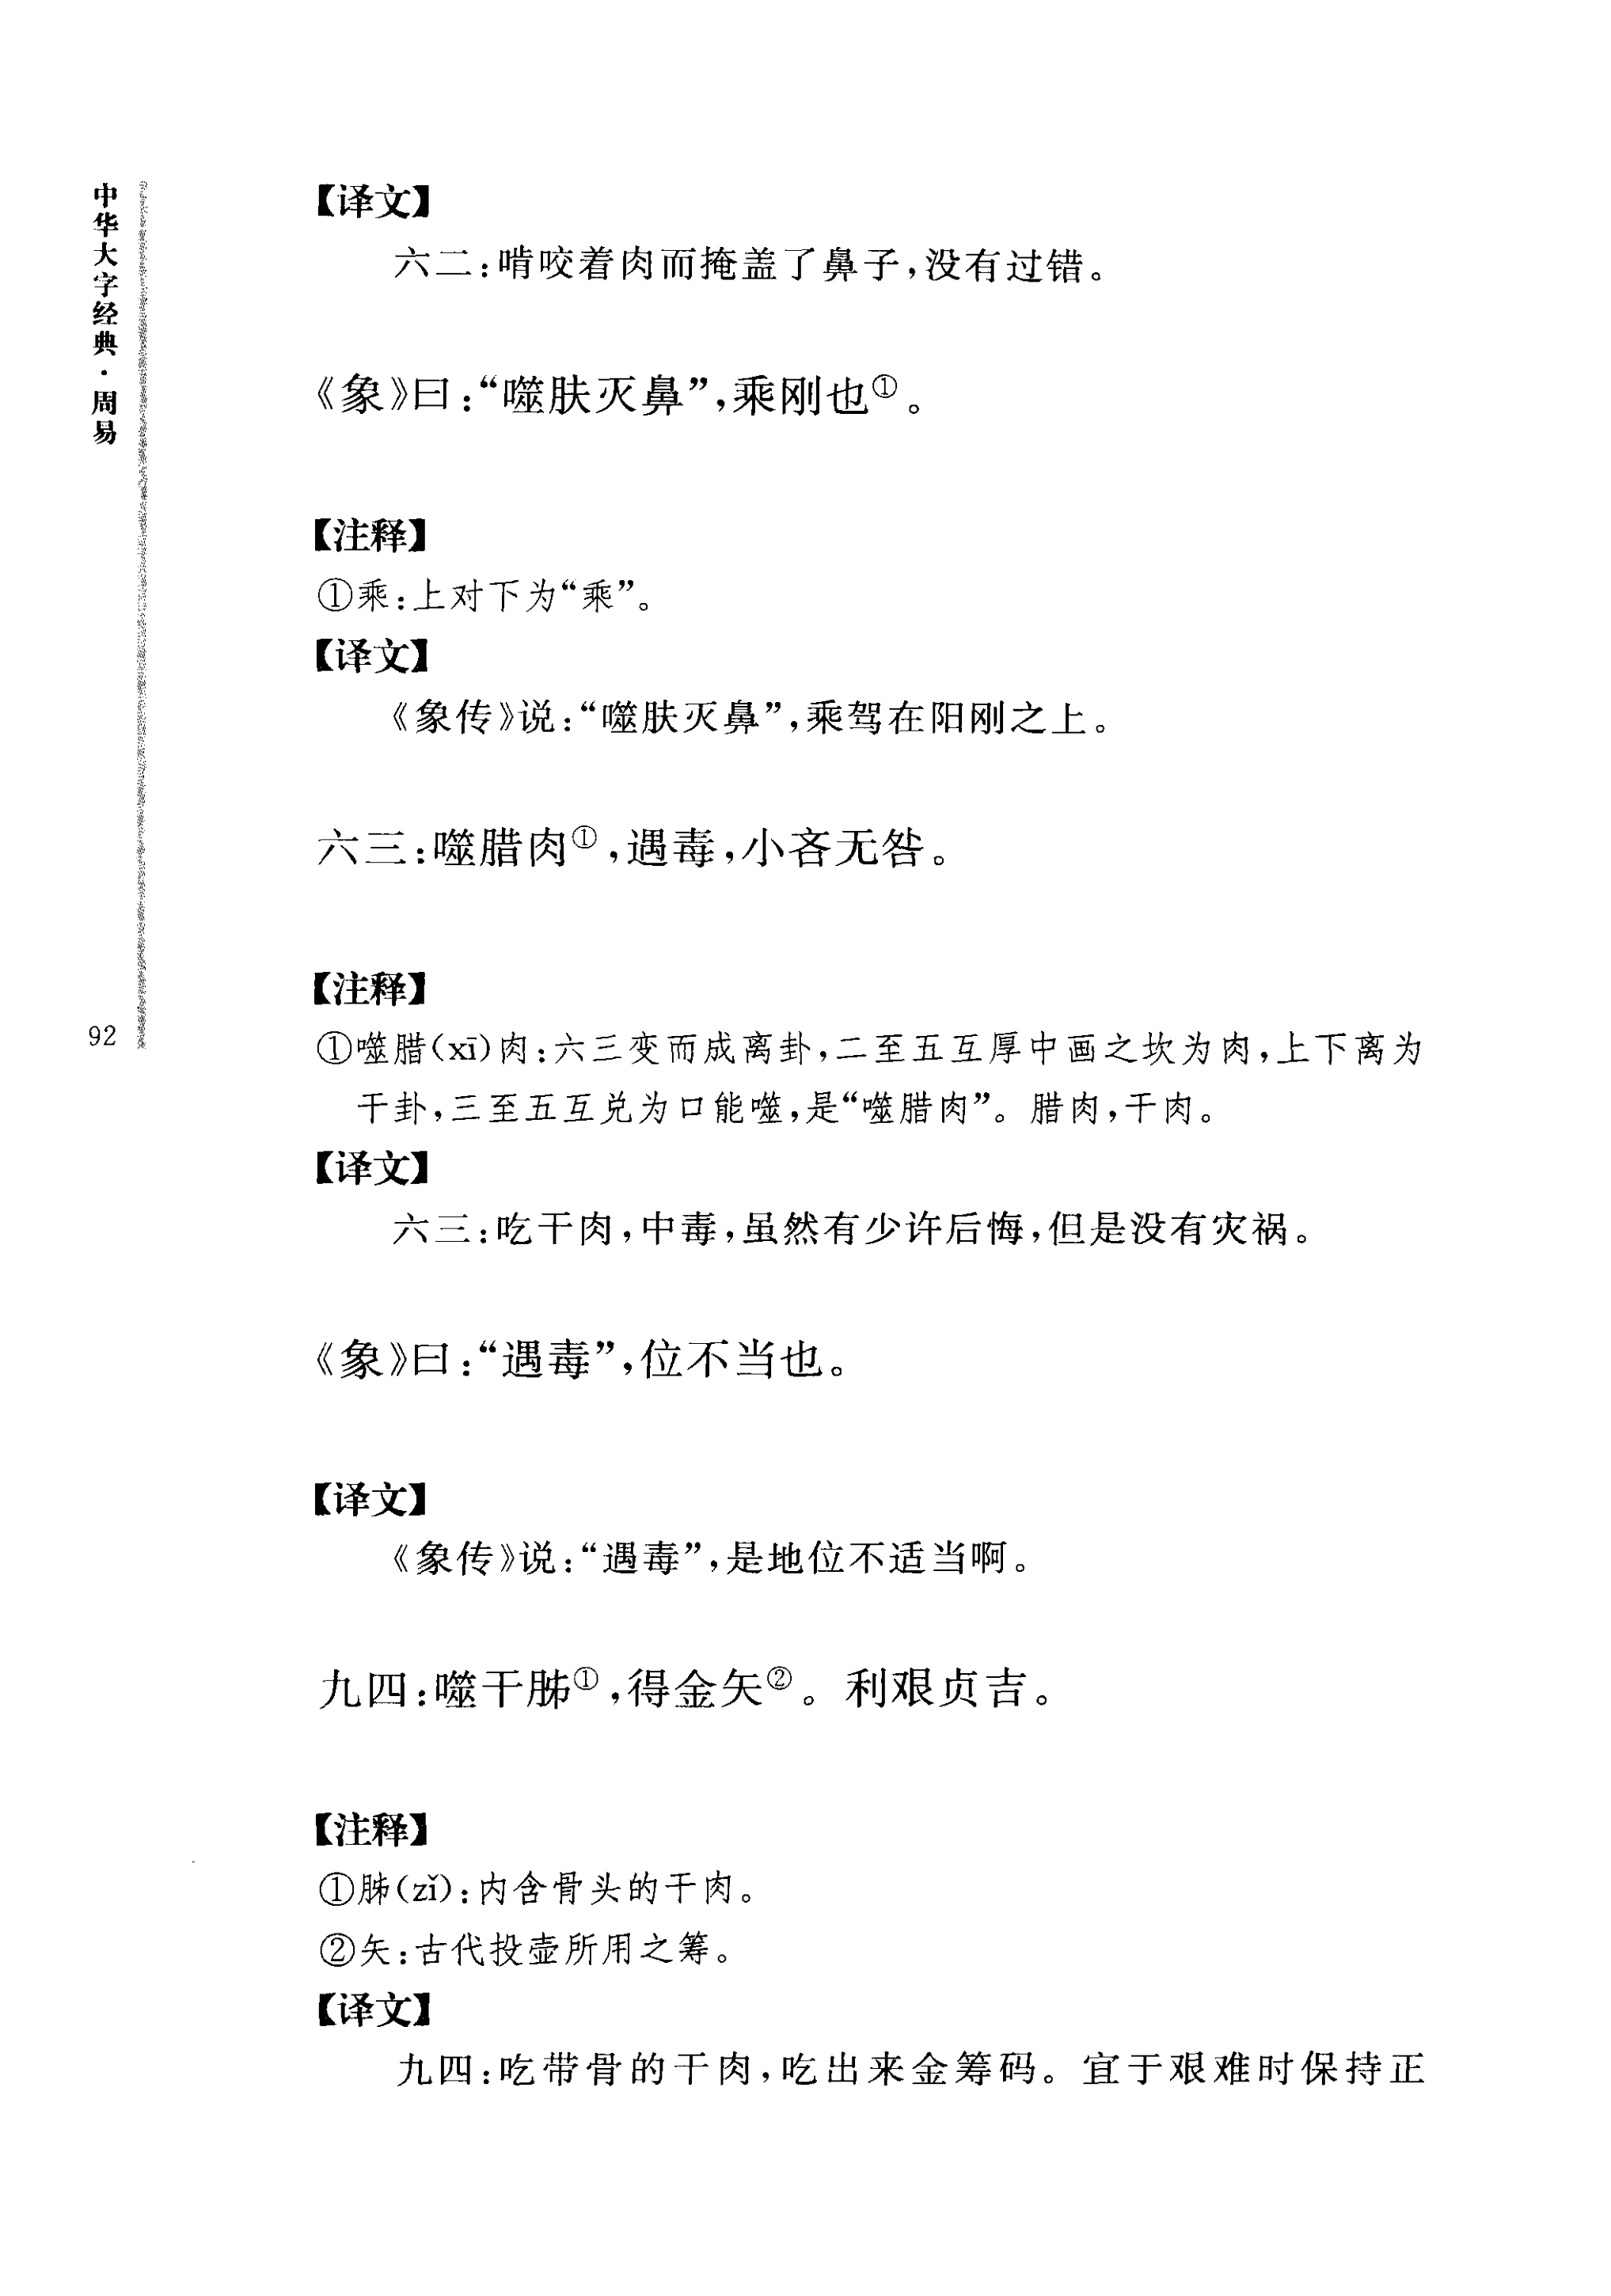 中华大字经典·周易
92
【译文】
六二：啃咬着肉而掩盖了鼻子，没有过错。
《象》曰：“噬肤灭鼻”，乘刚也①。
【注释】
①乘：上对下为“乘”。
【译文】
《象传》说：“噬肤灭鼻”，乘驾在阳刚之上。
六三：噬腊肉①，遇毒，小吝无咎。
【注释】
①噬腊（xī）肉：六三变而成离卦，二至五互厚中画之坎为肉，上下离为
干卦，三至五互兑为口能噬，是“噬腊肉”。腊肉，干肉。
【译文】
六三：吃干肉，中毒，虽然有少许后悔，但是没有灾祸。
《象》曰：“遇毒”，位不当也。
【译文】
《象传》说：“遇毒”，是地位不适当啊。
九四：噬干胏①，得金矢②。利艰贞吉。
【注释】
①胏（zǐ）：内含骨头的干肉。
②矢：古代投壶所用之筹。
【译文】
九四：吃带骨的干肉，吃出来金筹码。宜于艰难时保持正